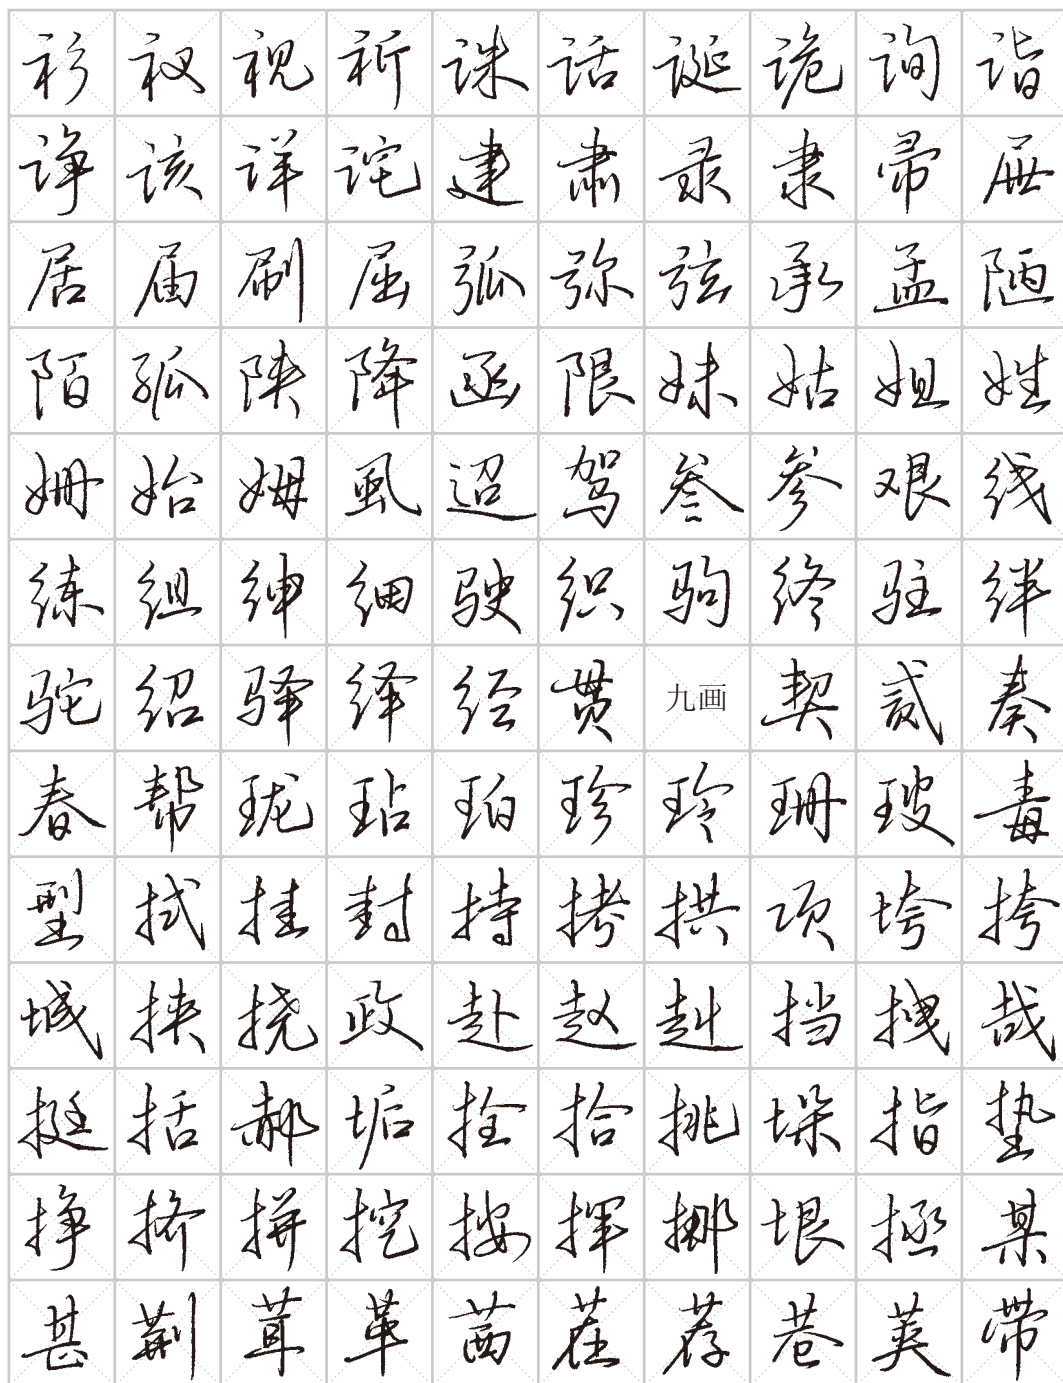 衫衩视祈诛话诞诡询诣
诤该详诧建肃录隶帚屉
居届刷屈弧弥弦承孟陋
陌孤陕降函限妹姑姐姓
姗始姆虱迢驾叁参艰线
练组绅细驶织驹终驻绊
驼绍驿绎经贯九画契贰奏
春帮珑玷珀珍玲珊玻毒
型拭挂封持拷拱项垮挎
城挟挠政赴赵赳挡拽哉
挺括郝垢拴拾挑垛指垫
挣挤拼挖按挥挪垠拯某
甚荆茸革茜茬荐巷荚带